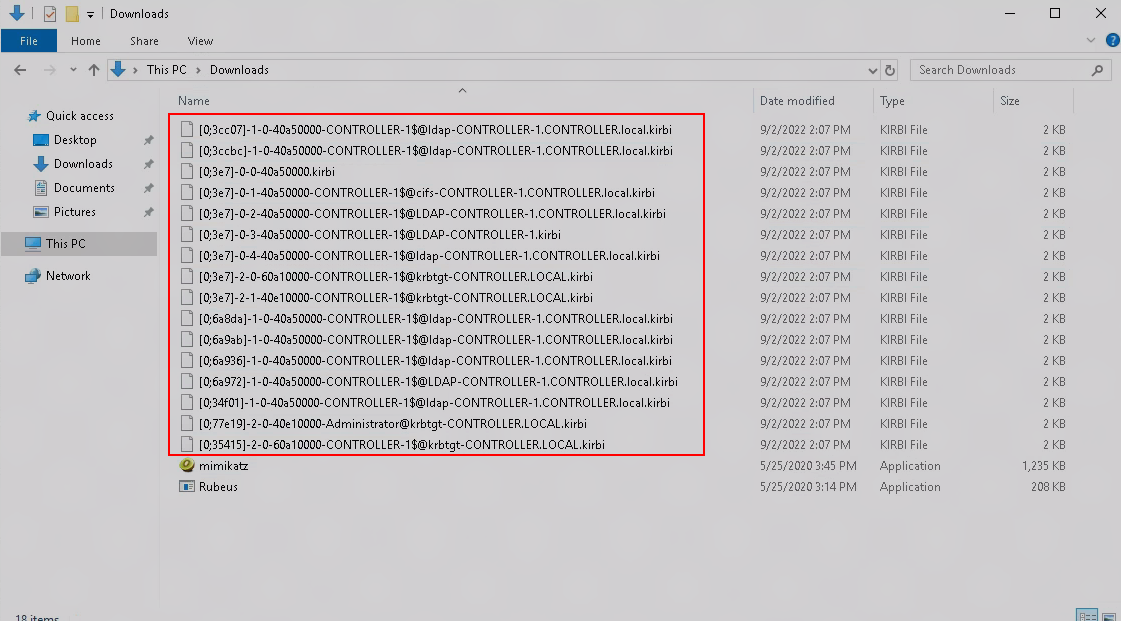 Downloads
File Home Share View
This PC Downloads Search Downloads
Name Date modified Type Size
Quick access
Desktop
Downloads
Documents
Pictures
This PC
Network
[0;3cc07]-1-0-40a50000-CONTROLLER-1$@ldap-CONTROLLER-1.CONTROLLER.local.kirbi 9/2/2022 2:07 PM KIRBI File 2 KB
[0;3ccbc]-1-0-40a50000-CONTROLLER-1$@ldap-CONTROLLER-1.CONTROLLER.local.kirbi 9/2/2022 2:07 PM KIRBI File 2 KB
[0;3e7]-0-0-40a50000.kirbi 9/2/2022 2:07 PM KIRBI File 2 KB
[0;3e7]-0-1-40a50000-CONTROLLER-1$@cifs-CONTROLLER-1.CONTROLLER.local.kirbi 9/2/2022 2:07 PM KIRBI File 2 KB
[0;3e7]-0-2-40a50000-CONTROLLER-1$@LDAP-CONTROLLER-1.CONTROLLER.local.kirbi 9/2/2022 2:07 PM KIRBI File 2 KB
[0;3e7]-0-3-40a50000-CONTROLLER-1$@LDAP-CONTROLLER-1.kirbi 9/2/2022 2:07 PM KIRBI File 2 KB
[0;3e7]-0-4-40a50000-CONTROLLER-1$@ldap-CONTROLLER-1.CONTROLLER.local.kirbi 9/2/2022 2:07 PM KIRBI File 2 KB
[0;3e7]-2-0-60a10000-CONTROLLER-1$@krbtgt-CONTROLLER.LOCAL.kirbi 9/2/2022 2:07 PM KIRBI File 2 KB
[0;3e7]-2-1-40e10000-CONTROLLER-1$@krbtgt-CONTROLLER.LOCAL.kirbi 9/2/2022 2:07 PM KIRBI File 2 KB
[0;6a8da]-1-0-40a50000-CONTROLLER-1$@ldap-CONTROLLER-1.CONTROLLER.local.kirbi 9/2/2022 2:07 PM KIRBI File 2 KB
[0;6a9ab]-1-0-40a50000-CONTROLLER-1$@ldap-CONTROLLER-1.CONTROLLER.local.kirbi 9/2/2022 2:07 PM KIRBI File 2 KB
[0;6a936]-1-0-40a50000-CONTROLLER-1$@ldap-CONTROLLER-1.CONTROLLER.local.kirbi 9/2/2022 2:07 PM KIRBI File 2 KB
[0;6a972]-1-0-40a50000-CONTROLLER-1$@LDAP-CONTROLLER-1.CONTROLLER.local.kirbi 9/2/2022 2:07 PM KIRBI File 2 KB
[0;34f01]-1-0-40a50000-CONTROLLER-1$@ldap-CONTROLLER-1.CONTROLLER.local.kirbi 9/2/2022 2:07 PM KIRBI File 2 KB
[0;77e19]-2-0-40e10000-Administrator@krbtgt-CONTROLLER.LOCAL.kirbi 9/2/2022 2:07 PM KIRBI File 2 KB
[0;35415]-2-0-60a10000-CONTROLLER-1$@krbtgt-CONTROLLER.LOCAL.kirbi 9/2/2022 2:07 PM KIRBI File 2 KB
mimikatz 5/25/2020 3:45 PM Application 1,235 KB
Rubeus 5/25/2020 3:14 PM Application 208 KB
18 items